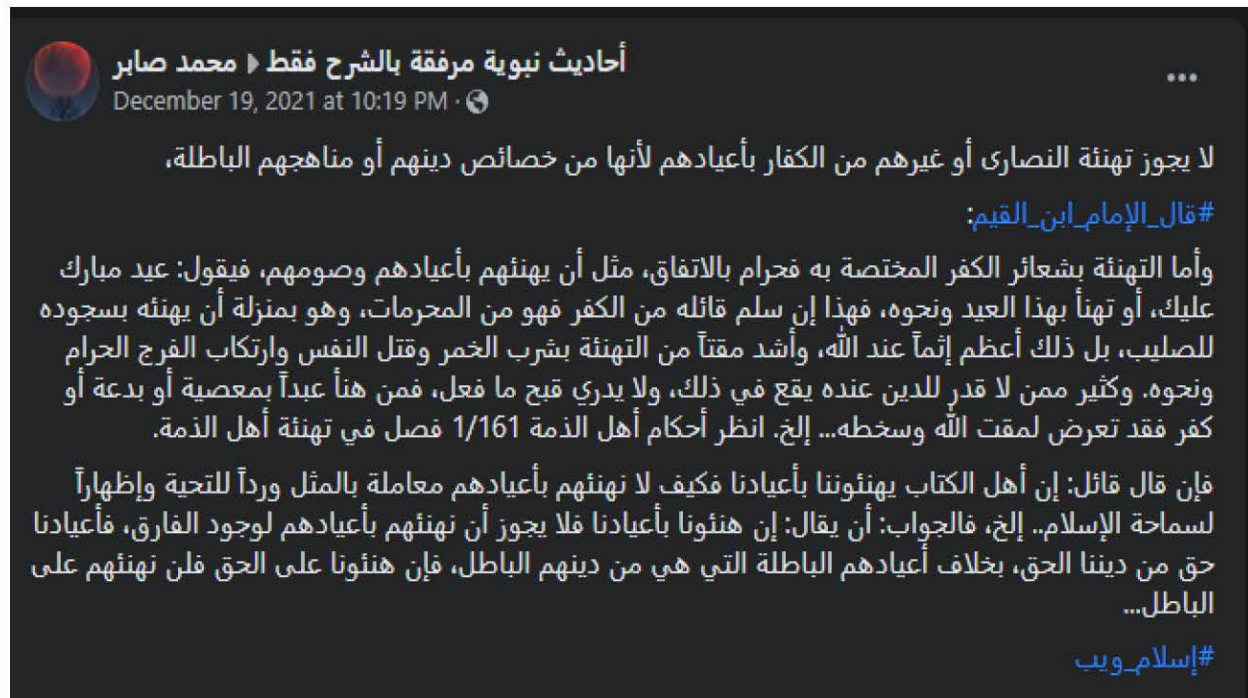 محمد صابر ◂ أحاديث نبوية مرفقة بالشرح فقط
December 19, 2021 at 10:19 PM ·
لا يجوز تهنئة النصارى أو غيرهم من الكفار بأعيادهم لأنها من خصائص دينهم أو مناهجهم الباطلة،
#قال_الإمام_ابن_القيم:
وأما التهنئة بشعائر الكفر المختصة به فحرام بالاتفاق، مثل أن يهنئهم بأعيادهم وصومهم، فيقول: عيد مبارك
عليك، أو تهنأ بهذا العيد ونحوه، فهذا إن سلم قائله من الكفر فهو من المحرمات، وهو بمنزلة أن يهنئه بسجوده
للصليب، بل ذلك أعظم إثماً عند الله، وأشد مقتاً من التهنئة بشرب الخمر وقتل النفس وارتكاب الفرج الحرام
ونحوه. وكثير ممن لا قدر للدين عنده يقع في ذلك، ولا يدري قبح ما فعل، فمن هنأ عبداً بمعصية أو بدعة أو
كفر فقد تعرض لمقت الله وسخطه... إلخ. انظر أحكام أهل الذمة 1/161 فصل في تهنئة أهل الذمة.
فإن قال قائل: إن أهل الكتاب يهنئوننا بأعيادنا فكيف لا نهنئهم بأعيادهم معاملة بالمثل ورداً للتحية وإظهاراً
لسماحة الإسلام.. إلخ، فالجواب: أن يقال: إن هنئونا بأعيادنا فلا يجوز أن نهنئهم بأعيادهم لوجود الفارق، فأعيادنا
حق من ديننا الحق، بخلاف أعيادهم الباطلة التي هي من دينهم الباطل، فإن هنئونا على الحق فلن نهنئهم على
الباطل...
#إسلام_ويب